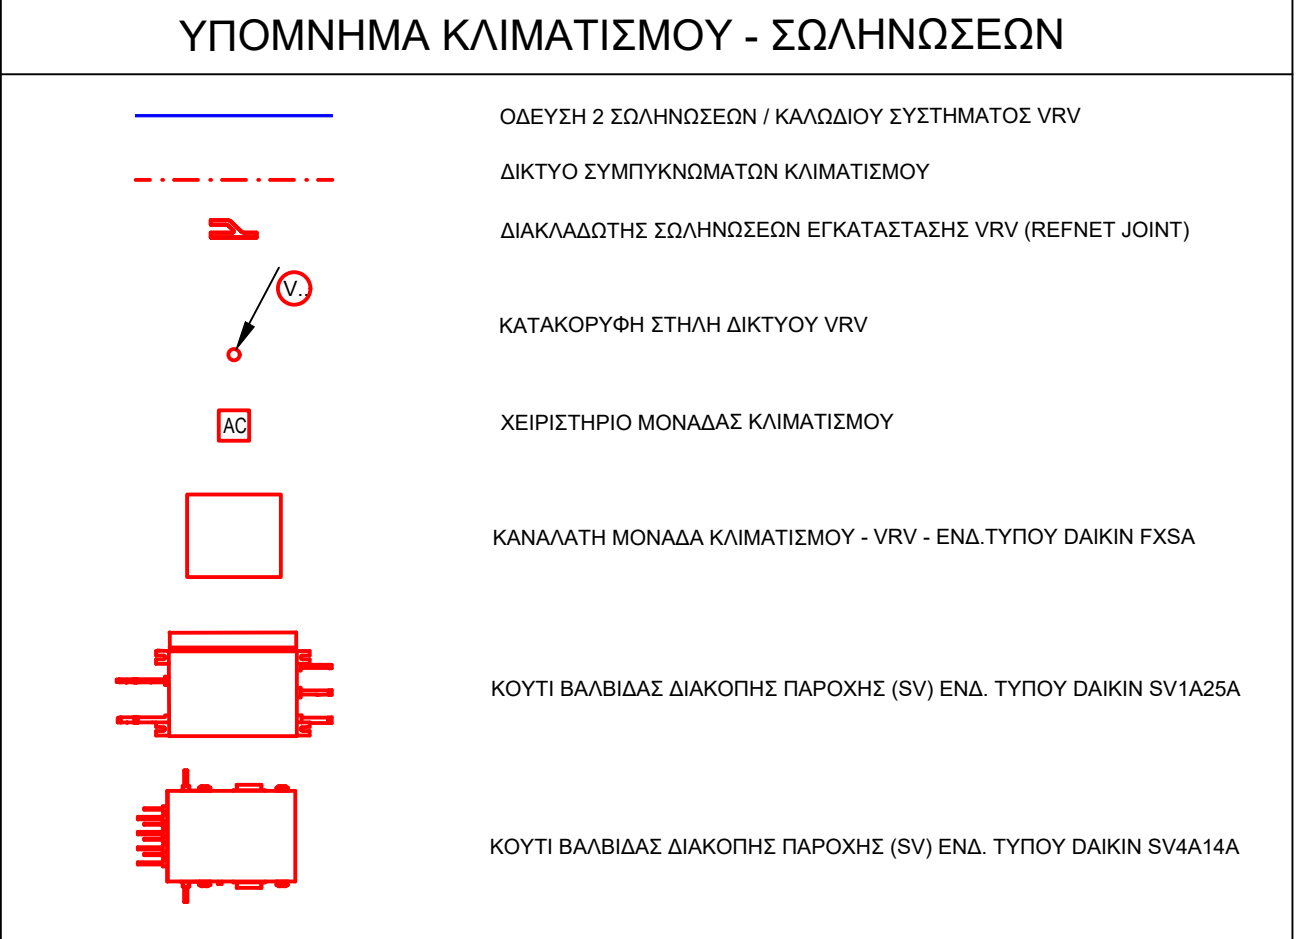 ΥΠΟΜΝΗΜΑ ΚΛΙΜΑΤΙΣΜΟΥ - ΣΩΛΗΝΩΣΕΩΝ
ΟΔΕΥΣΗ 2 ΣΩΛΗΝΩΣΕΩΝ / ΚΑΛΩΔΙΟΥ ΣΥΣΤΗΜΑΤΟΣ VRV
ΔΙΚΤΥΟ ΣΥΜΠΥΚΝΩΜΑΤΩΝ ΚΛΙΜΑΤΙΣΜΟΥ
ΔΙΑΚΛΑΔΩΤΗΣ ΣΩΛΗΝΩΣΕΩΝ ΕΓΚΑΤΑΣΤΑΣΗΣ VRV (REFNET JOINT)
V..
ΚΑΤΑΚΟΡΥΦΗ ΣΤΗΛΗ ΔΙΚΤΥΟΥ VRV
AC
ΧΕΙΡΙΣΤΗΡΙΟ ΜΟΝΑΔΑΣ ΚΛΙΜΑΤΙΣΜΟΥ
ΚΑΝΑΛΑΤΗ ΜΟΝΑΔΑ ΚΛΙΜΑΤΙΣΜΟΥ - VRV - ΕΝΔ.ΤΥΠΟΥ DAIKIN FXSA
ΚΟΥΤΙ ΒΑΛΒΙΔΑΣ ΔΙΑΚΟΠΗΣ ΠΑΡΟΧΗΣ (SV) ΕΝΔ. ΤΥΠΟΥ DAIKIN SV1A25A
ΚΟΥΤΙ ΒΑΛΒΙΔΑΣ ΔΙΑΚΟΠΗΣ ΠΑΡΟΧΗΣ (SV) ΕΝΔ. ΤΥΠΟΥ DAIKIN SV4A14A